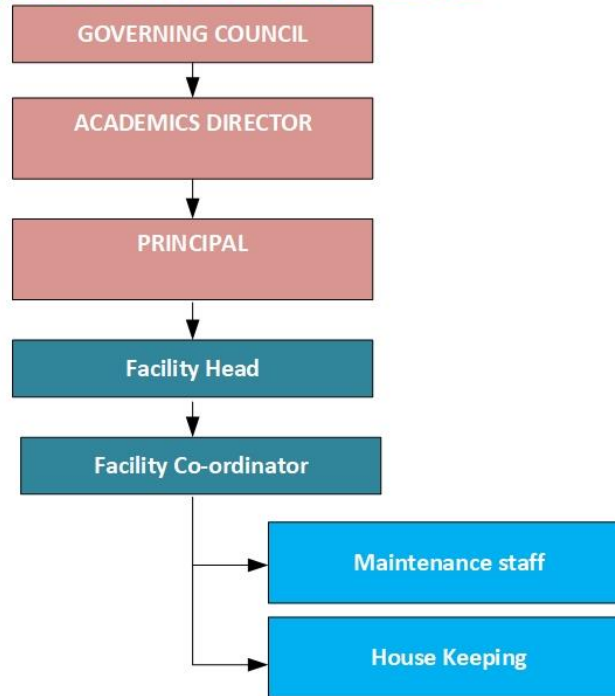 GOVERNING COUNCIL
ACADEMICS DIRECTOR
PRINCIPAL
Facility Head
Facility Co-ordinator
Maintenance staff
House Keeping